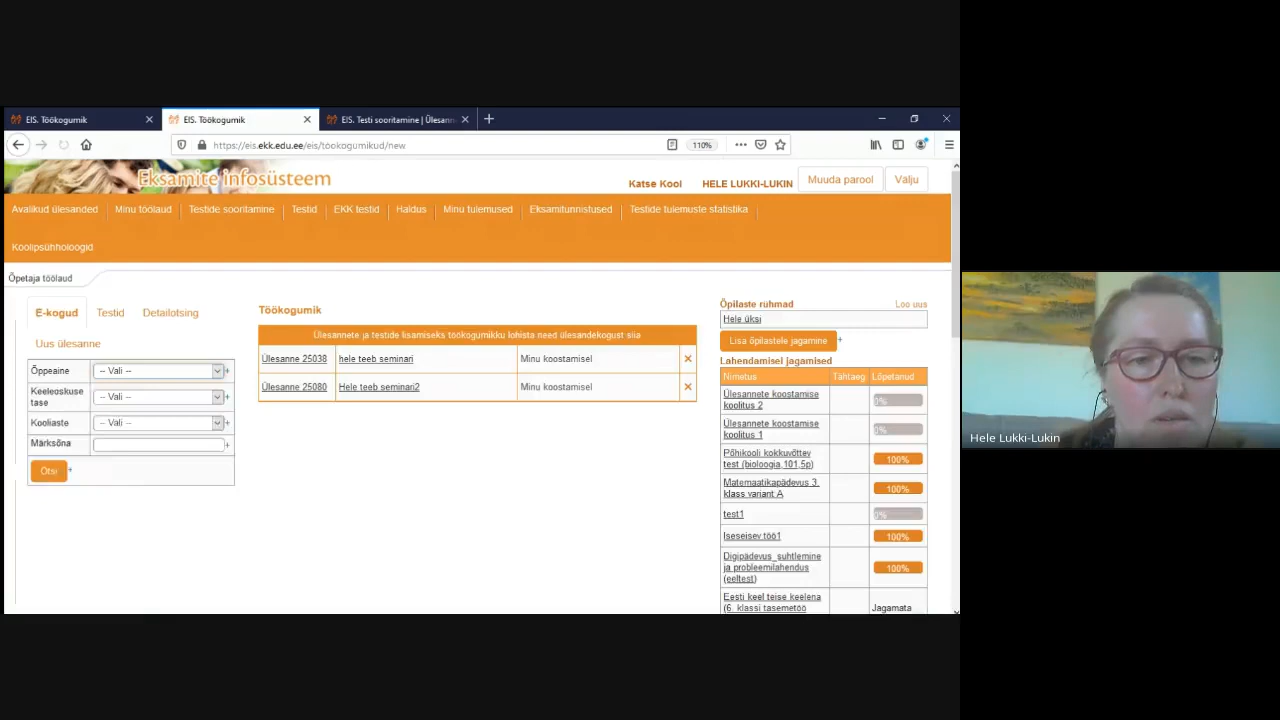 EIS. Töökogumik
EIS. Töökogumik
EIS. Testi sooritamine | Ülesann
https://eis.ekk.edu.ee/eis/tookogumikud/new
110%
Eksamite infosüsteem
Katse Kool
HELE LUKKI-LUKIN
Muuda parool
Välju
Avalikud ülesanded
Minu töölaud
Testide sooritamine
Testid
EKK testid
Haldus
Minu tulemused
Eksamitunnistused
Testide tulemuste statistika
Koolipsühholoogid
Õpetaja töölaud
E-kogud
Testid
Detailotsing
Uus ülesanne
Õppeaine
-- Vali --
Keeleoskuse
tase
-- Vali --
Kooliaste
-- Vali --
Märksõna
Otsi
Töökogumik
Ülesannete ja testide lisamiseks töökogumikku lohista need ülesandekogust siia
Ülesanne 25038 hele teeb seminari Minu koostamisel
Ülesanne 25080 Hele teeb seminari2 Minu koostamisel
Õpilaste rühmad
Loo uus
Hele üksi
Lisa õpilastele jagamine
Lahendamisel jagamised
Nimetus Tähtaeg Lõpetanud
Ülesannete koostamise
koolitus 2
0%
Ülesannete koostamise
koolitus 1
0%
Põhikooli kokkuvõttev
test (bioloogia,101,5p)
100%
Matemaatikapädevus 3.
klass variant A
100%
test1
0%
Iseseisev töö1
100%
Digipädevus_suhtlemine
ja probleemilahendus
(eeltest)
100%
Eesti keel teise keelena
(6. klassi tasemetöö
Jagamata
Hele Lukki-Lukin